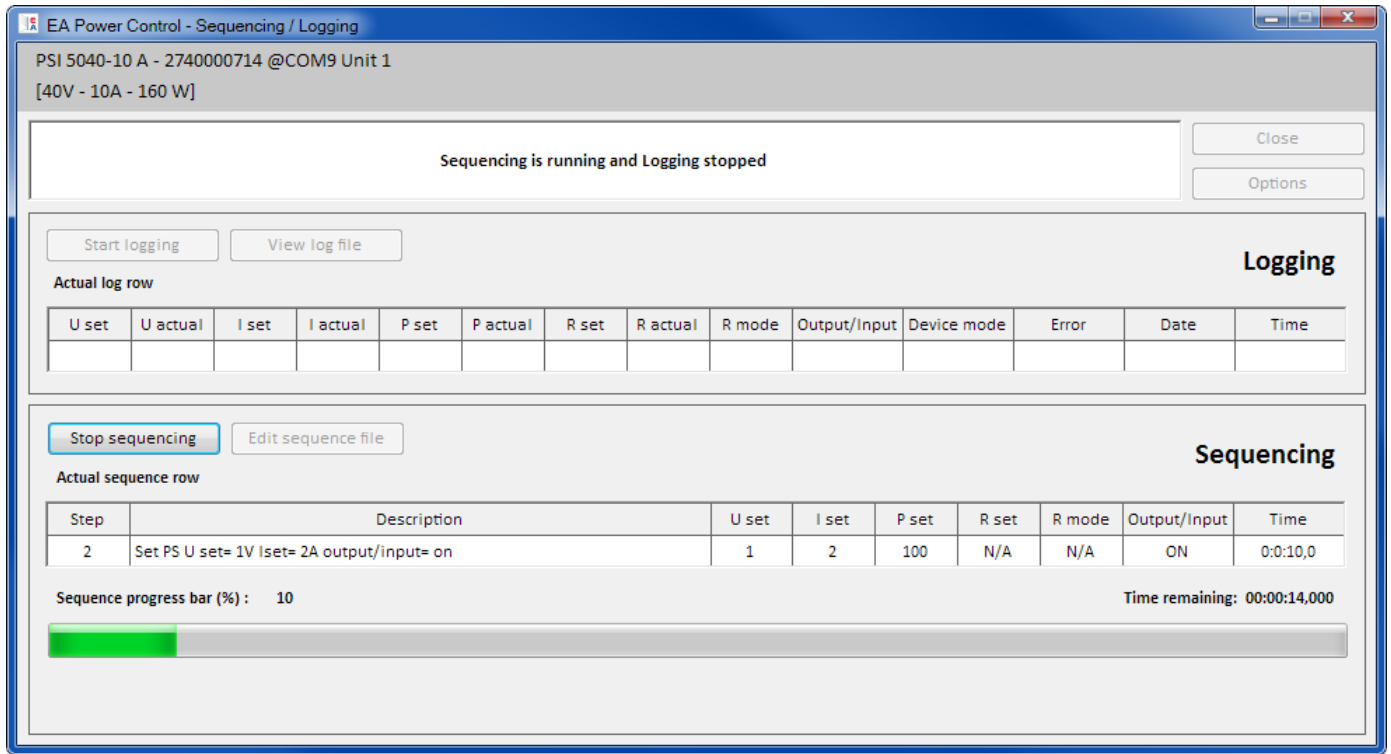 EA Power Control - Sequencing / Logging
PSI 5040-10 A - 2740000714 @COM9 Unit 1
[40V - 10A - 160 W]
Sequencing is running and Logging stopped
Close
Options
Start logging View log file
Logging
Actual log row
U set U actual I set I actual P set P actual R set R actual R mode Output/Input Device mode Error Date Time
Stop sequencing Edit sequence file
Sequencing
Actual sequence row
Step Description U set I set P set R set R mode Output/Input Time
2 Set PS U set= 1V Iset= 2A output/input= on 1 2 100 N/A N/A ON 0:0:10,0
Sequence progress bar (%) : 10 Time remaining: 00:00:14,000